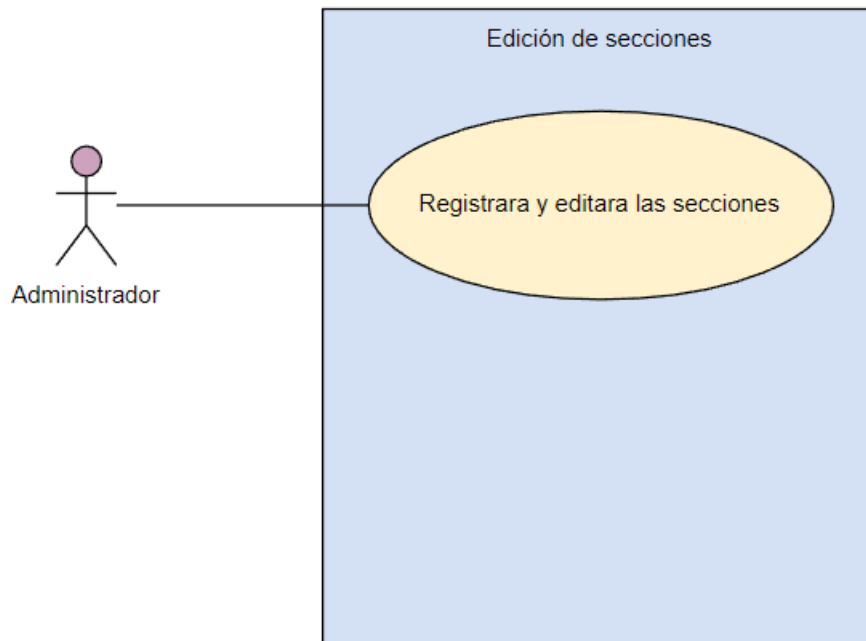 Edición de secciones
Registrara y editara las secciones
Administrador